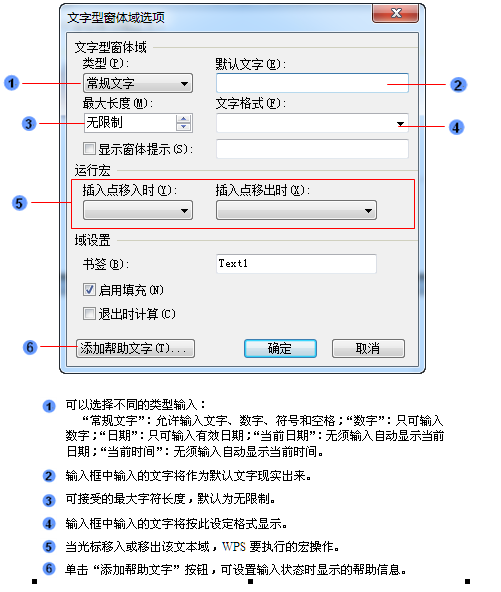 文字型窗体域选项
文字型窗体域
类型(P): 默认文字(E):
1 常规文字 2
最大长度(M): 文字格式(F):
3 无限制 4
显示窗体提示(S):
运行宏
插入点移入时(Y): 插入点移出时(X):
5
域设置
书签(B): Text1
启用填充(N)
退出时计算(C)
6 添加帮助文字(T)... 确定 取消
1 可以选择不同的类型输入：
“常规文字”：允许输入文字、数字、符号和空格；“数字”：只可输入
数字；“日期”：只可输入有效日期；“当前日期”：无须输入自动显示当前
日期；“当前时间”：无须输入自动显示当前时间。
2 输入框中输入的文字将作为默认文字现实出来。
3 可接受的最大字符长度，默认为无限制。
4 输入框中输入的文字将按此设定格式显示。
5 当光标移入或移出该文本域，WPS 要执行的宏操作。
6 单击“添加帮助文字”按钮，可设置输入状态时显示的帮助信息。